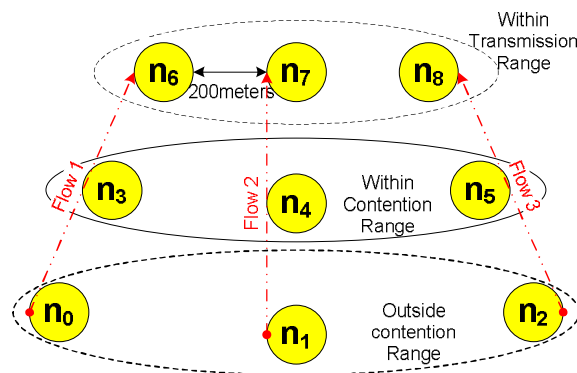 Within
Transmission
Range
n6
n7
n8
200meters
Flow 1
Flow 2
Flow 3
n3
n4
n5
Within
Contention
Range
n0
n1
n2
Outside
contention
Range